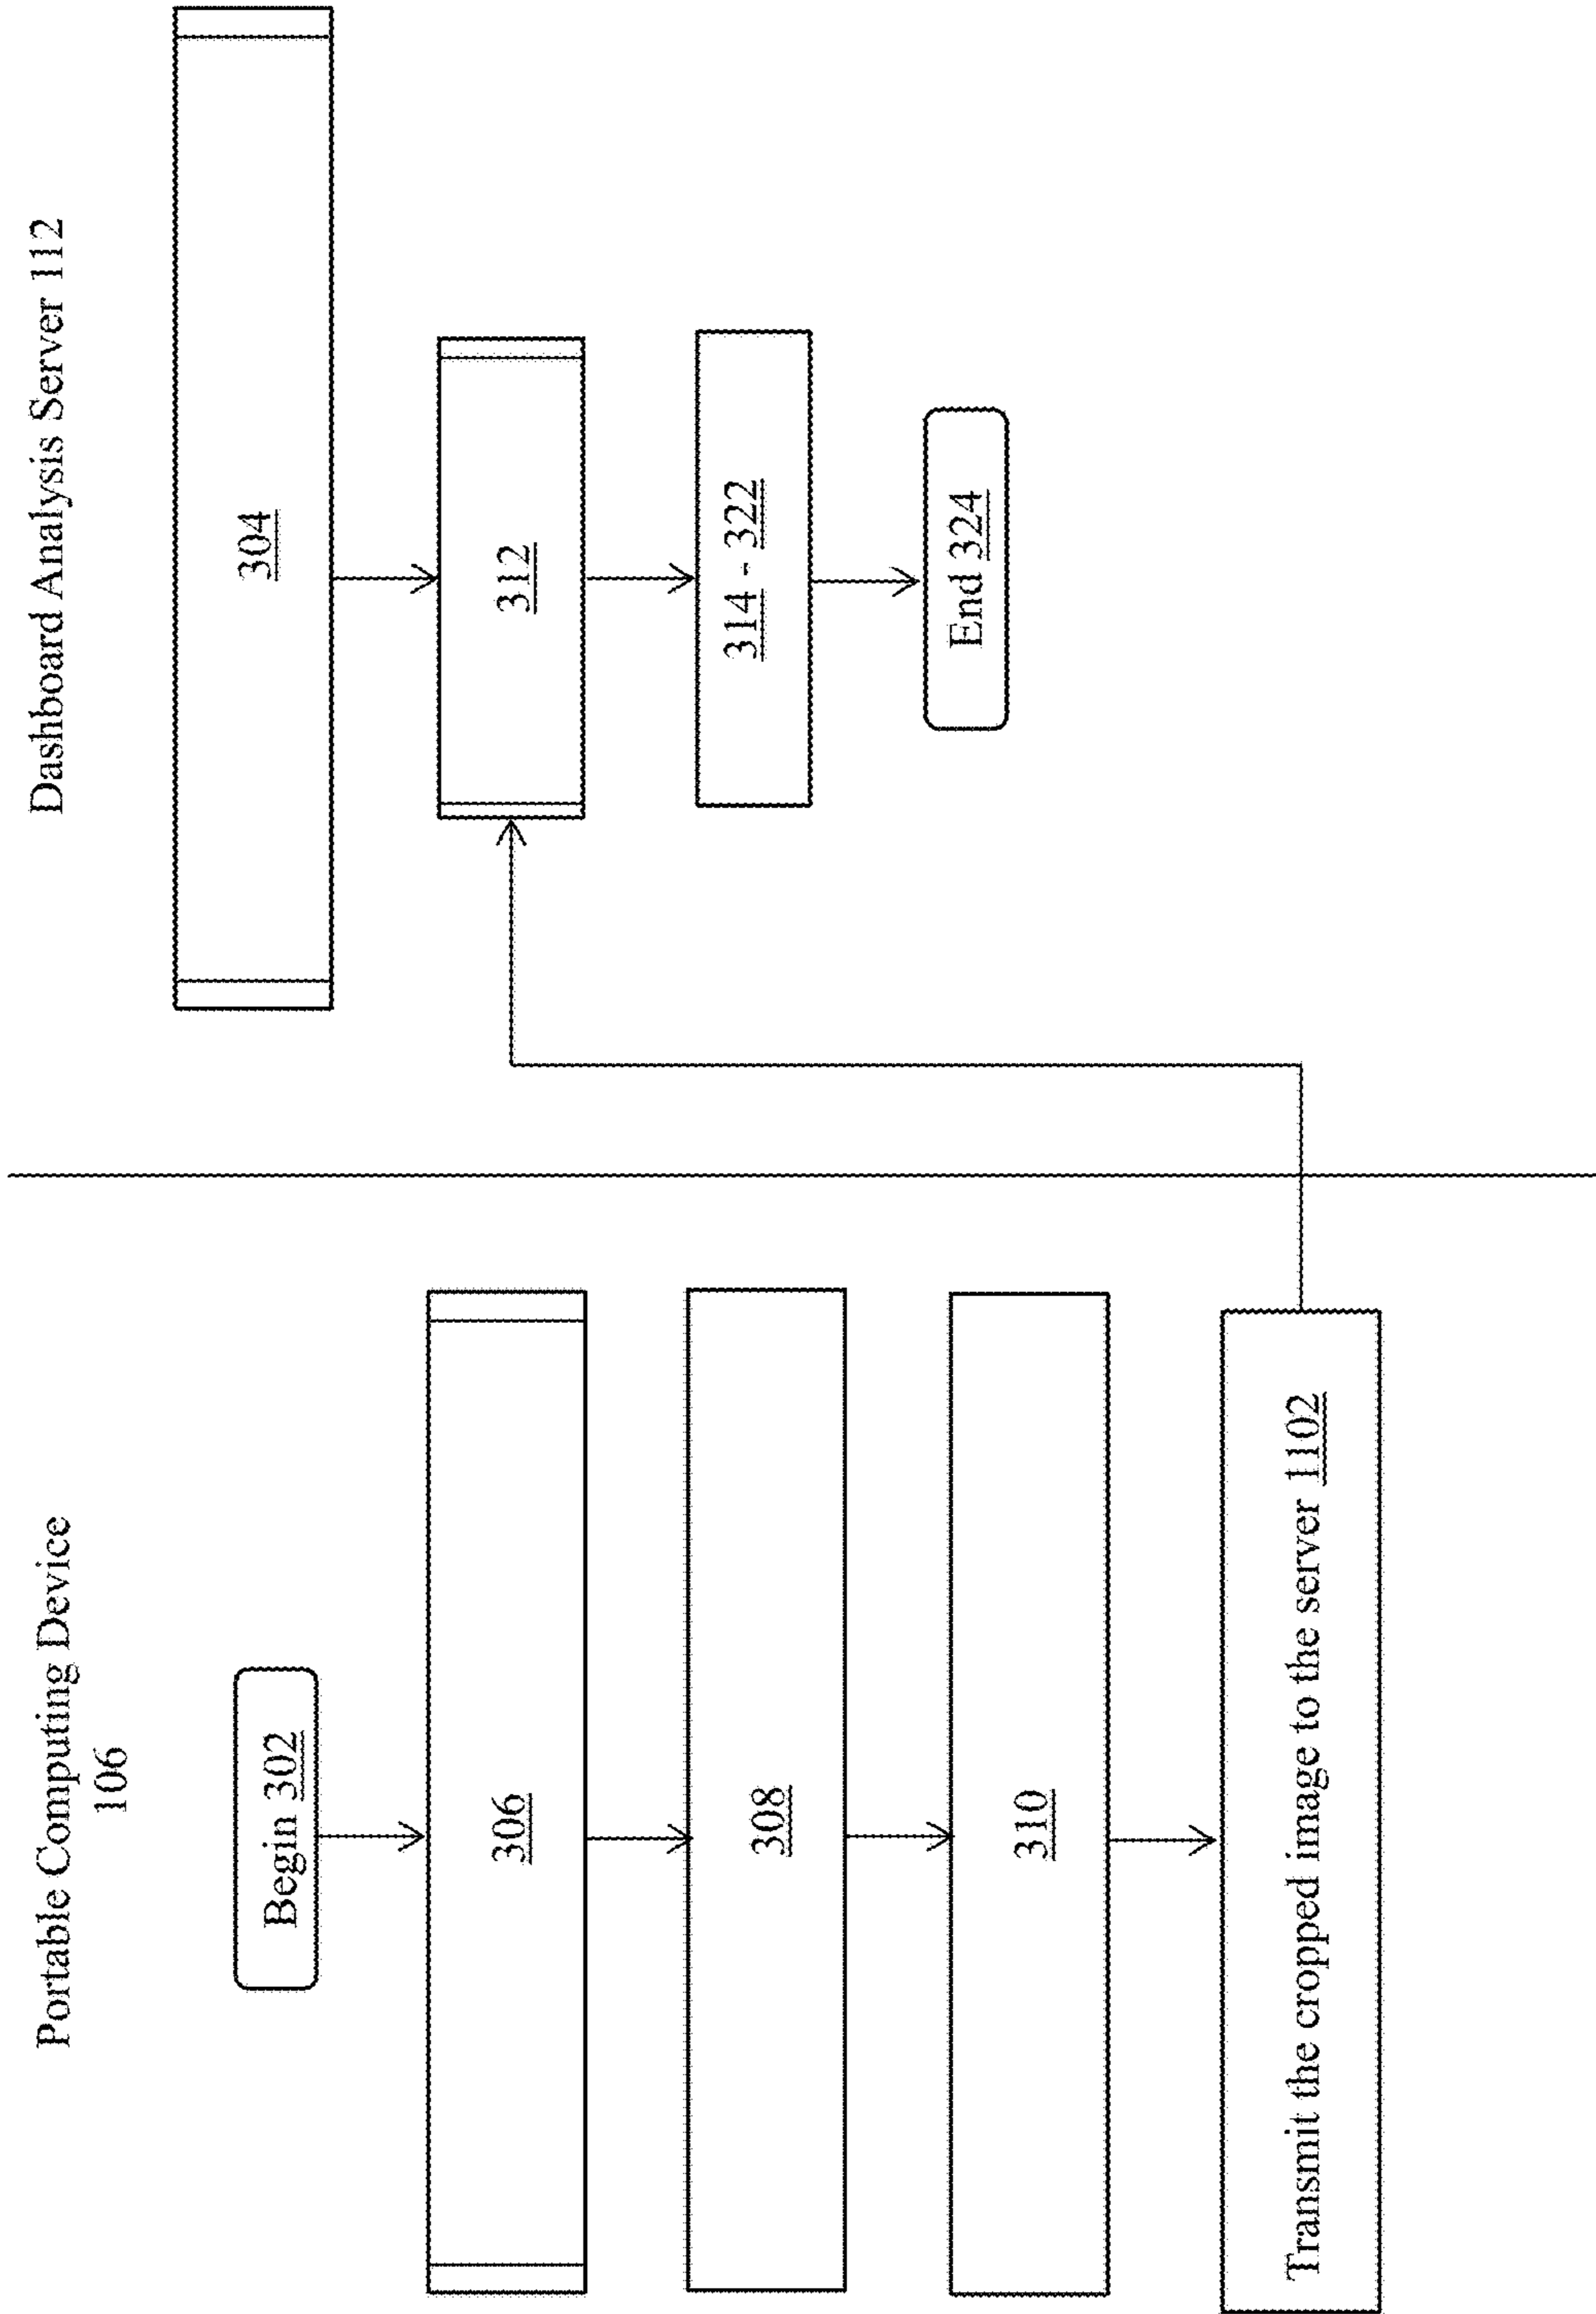 Portable Computing Device
106
Begin 302
306
308
310
Transmit the cropped image to the server 1102
Dashboard Analysis Server 112
304
312
314 - 322
End 324